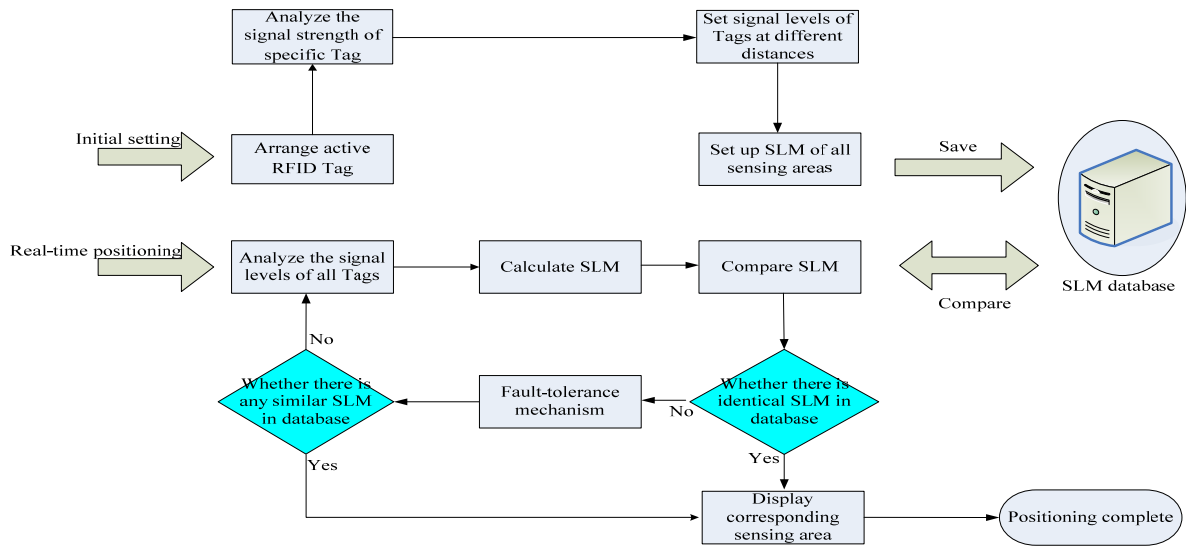 Analyze the
signal strength of
specific Tag
Set signal levels of
Tags at different
distances
Initial setting
Arrange active
RFID Tag
Set up SLM of all
sensing areas
Save
Real-time positioning
Analyze the signal
levels of all Tags
Calculate SLM
Compare SLM
Compare
SLM database
No
Whether there is
any similar SLM
in database
Fault-tolerance
mechanism
No
Whether there is
identical SLM in
database
Yes
Yes
Display
corresponding
sensing area
Positioning complete